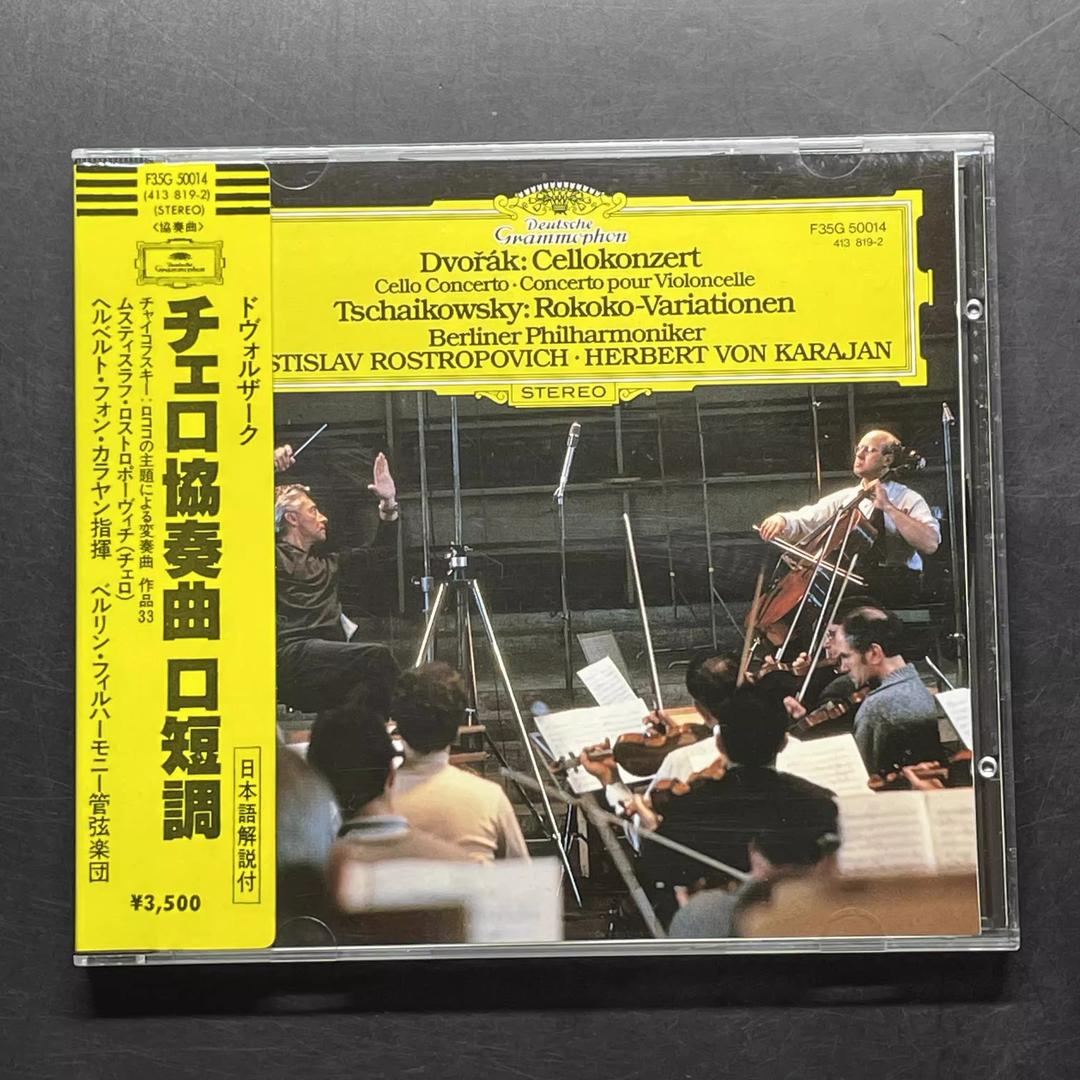 F35G 50014
(413 819-2)
(STEREO)
〈協奏曲〉
Deutsche
Grammophon
ドヴォルザーク
チェロ協奏曲 ロ短調
チャイコフスキー:ロココの主題による変奏曲 作品33
ムスティスラフ・ロストロポーヴィチ(チェロ)
ヘルベルト・フォン・カラヤン指揮 ベルリン・フィルハーモニー管弦楽団
日本語解説付
¥3,500
Deutsche
Grammophon
F35G 50014
413 819-2
Dvořák: Cellokonzert
Cello Concerto · Concerto pour Violoncelle
Tschaikowsky: Rokoko-Variationen
Berliner Philharmoniker
STISLAV ROSTROPOVICH · HERBERT VON KARAJAN
STEREO